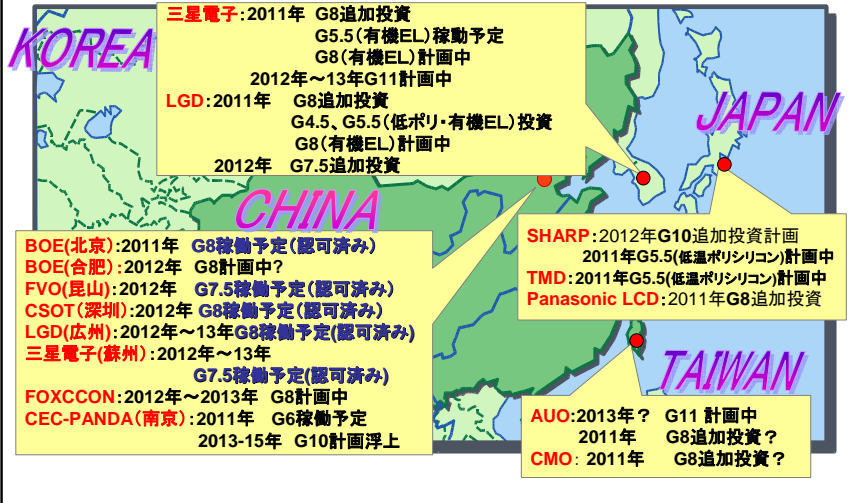 KOREA
三星電子：2011年 G8追加投資
G5.5（有機EL）稼動予定
G8（有機EL）計画中
2012年～13年G11計画中
LGD：2011年 G8追加投資
G4.5、G5.5（低ポリ・有機EL）投資
G8（有機EL）計画中
2012年 G7.5追加投資
JAPAN
SHARP：2012年G10追加投資計画
2011年G5.5(低温ポリシリコン)計画中
TMD：2011年G5.5(低温ポリシリコン)計画中
Panasonic LCD：2011年G8追加投資
CHINA
BOE(北京)：2011年 G8稼働予定（認可済み）
BOE(合肥）：2012年 G8計画中?
FVO(昆山)：2012年 G7.5稼働予定（認可済み）
CSOT（深圳）：2012年 G8稼働予定（認可済み）
LGD(広州)：2012年～13年G8稼働予定(認可済み)
三星電子(蘇州）：2012年～13年
G7.5稼働予定(認可済み)
FOXCCON：2012年～2013年 G8計画中
CEC-PANDA（南京）：2011年 G6稼働予定
2013-15年 G10計画浮上
TAIWAN
AUO：2013年？ G11 計画中
2011年 G8追加投資？
CMO：2011年 G8追加投資？